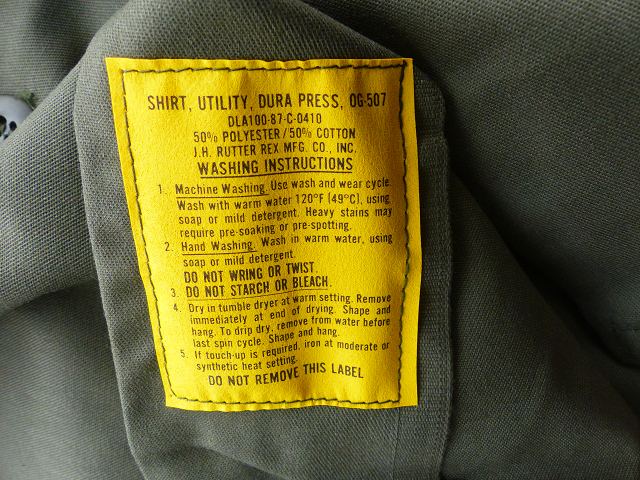 SHIRT, UTILITY, DURA PRESS, OG-507
DLA100-87-C-0410
50% POLYESTER/50% COTTON
J.H. RUTTER REX MFG. CO., INC.
WASHING INSTRUCTIONS
1. Machine Washing. Use wash and wear cycle.
Wash with warm water 120°F (49°C), using
soap or mild detergent. Heavy stains may
require pre-soaking or pre-spotting.
2. Hand Washing. Wash in warm water, using
soap or mild detergent.
DO NOT WRING OR TWIST.
3. DO NOT STARCH OR BLEACH.
4. Dry in tumble dryer at warm setting. Remove
immediately at end of drying. Shape and
hang. To drip dry, remove from water before
last spin cycle. Shape and hang.
5. If touch-up is required, iron at moderate or
synthetic heat setting.
DO NOT REMOVE THIS LABEL